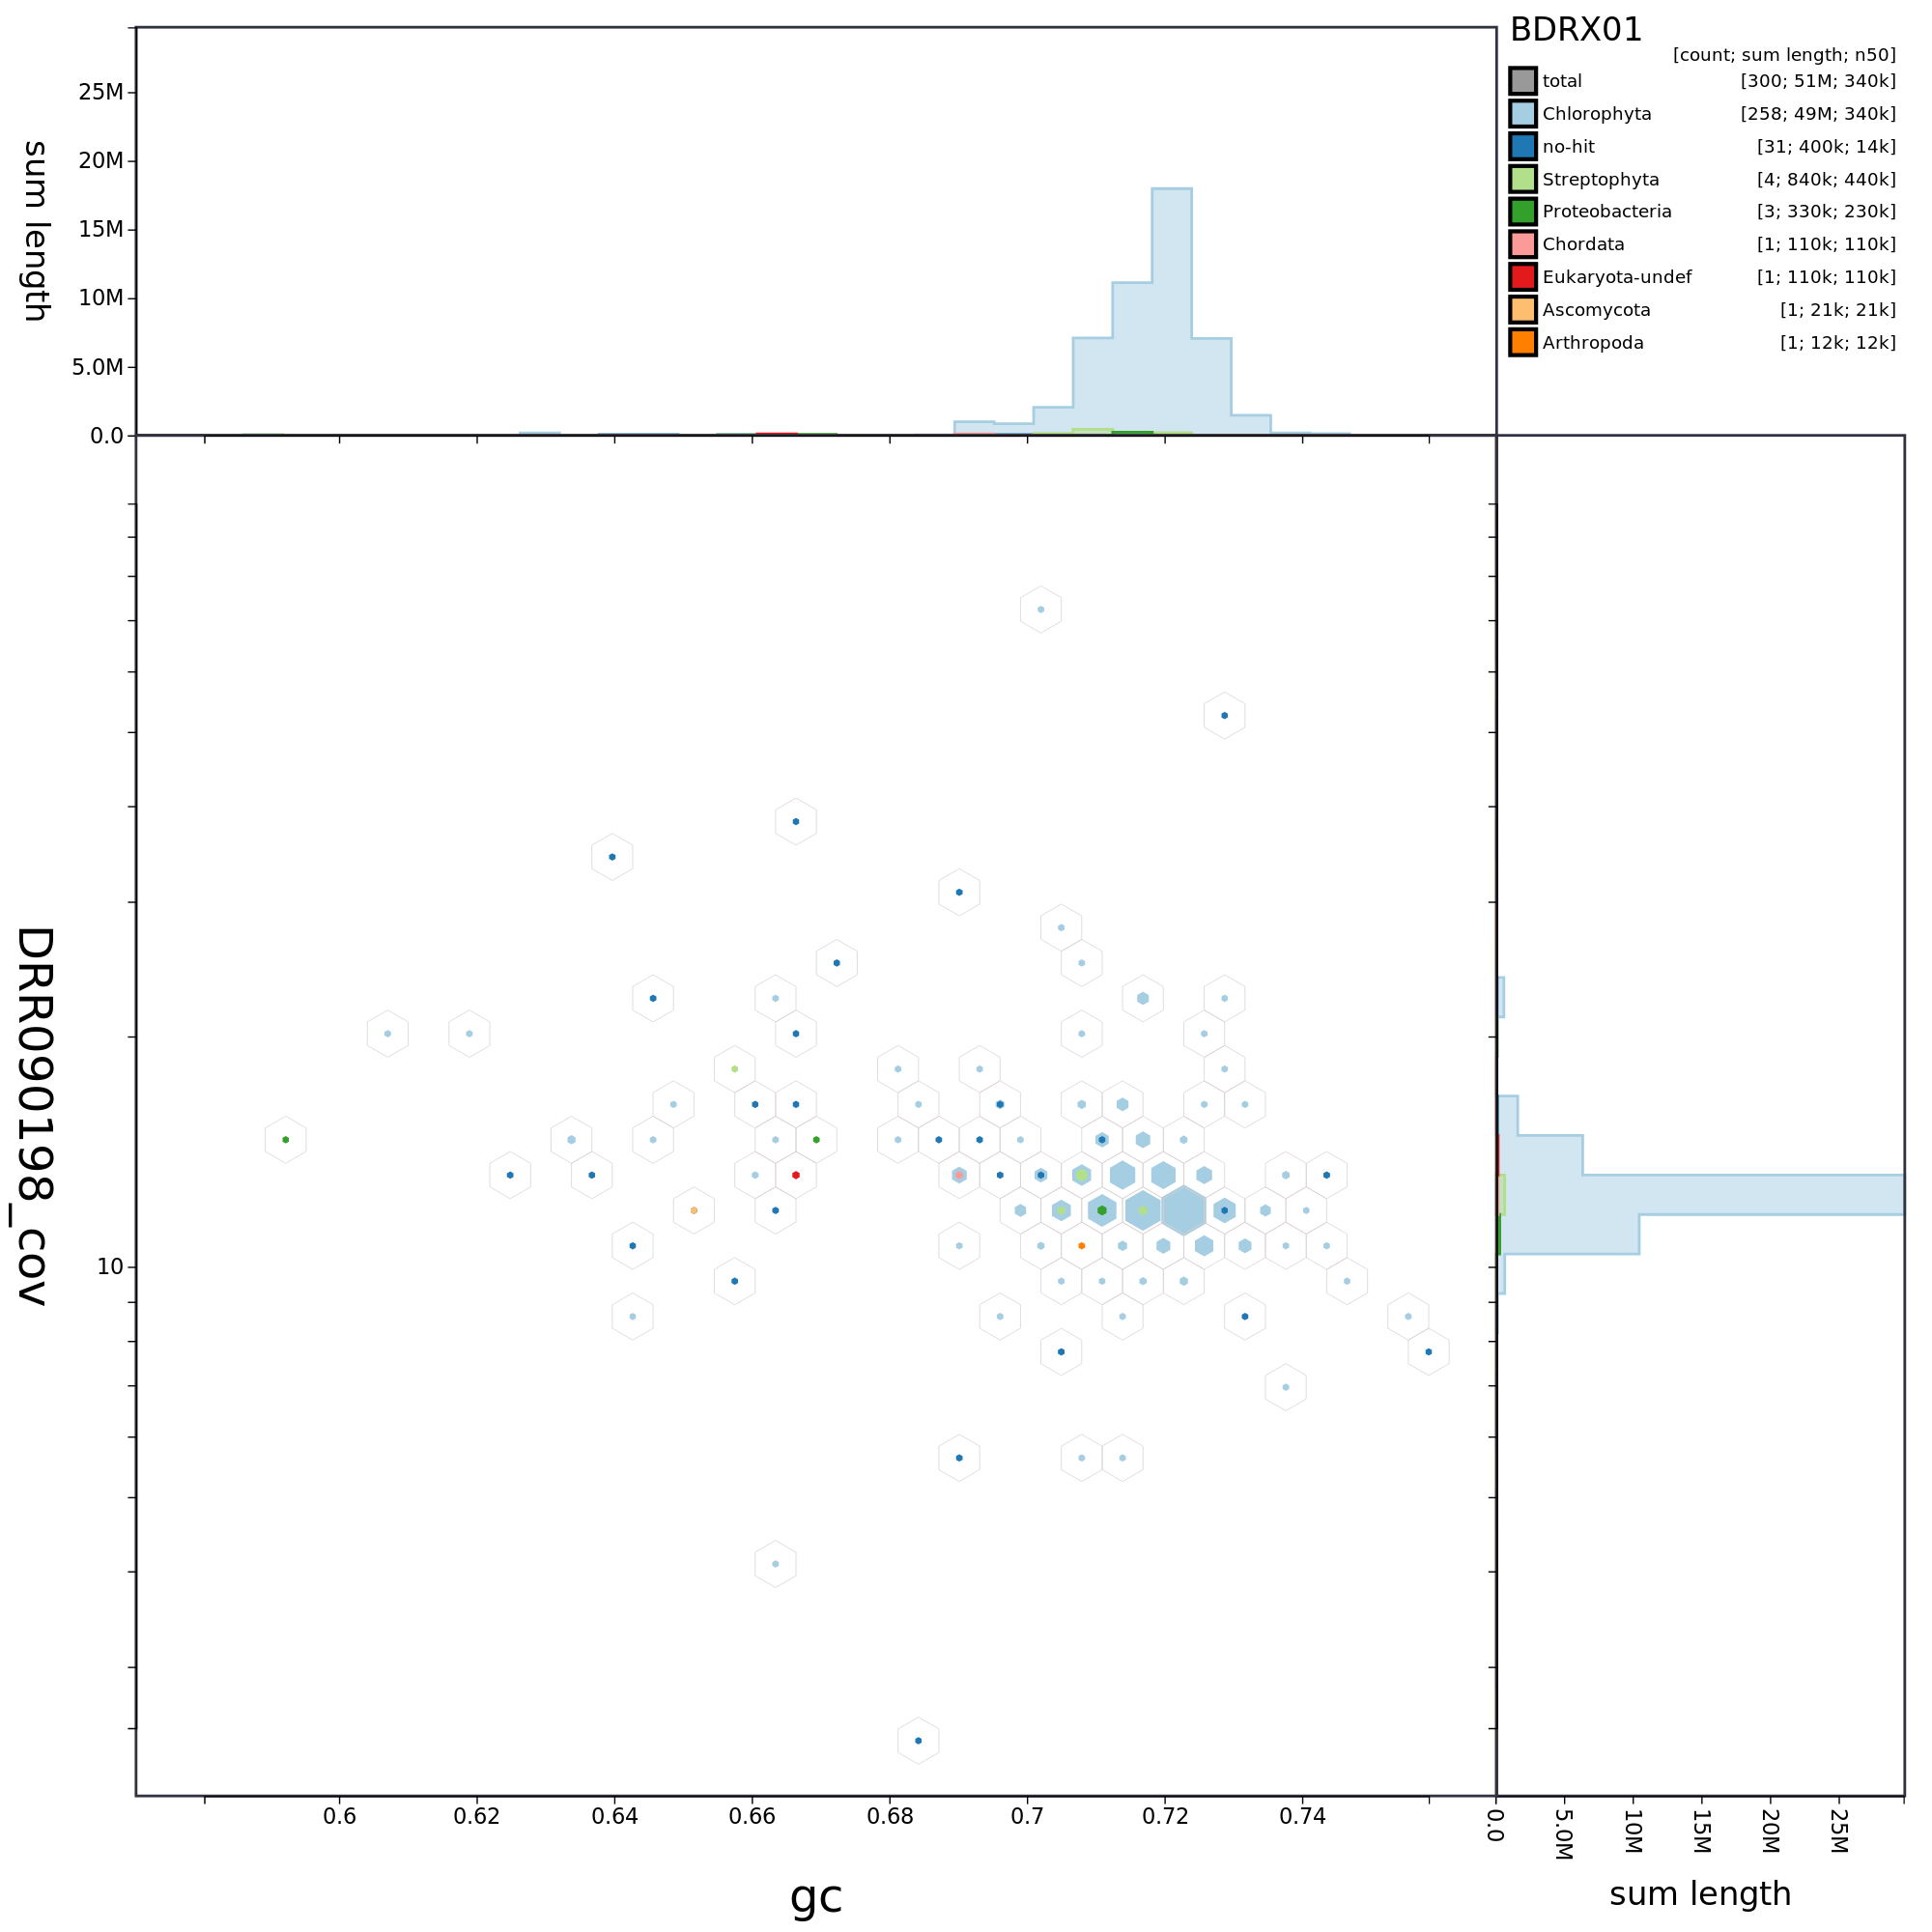 BDRX01
[count; sum length; n50]
total [300; 51M; 340k]
Chlorophyta [258; 49M; 340k]
no-hit [31; 400k; 14k]
Streptophyta [4; 840k; 440k]
Proteobacteria [3; 330k; 230k]
Chordata [1; 110k; 110k]
Eukaryota-undef [1; 110k; 110k]
Ascomycota [1; 21k; 21k]
Arthropoda [1; 12k; 12k]
sum length
25M
20M
15M
10M
5.0M
0.0
DRR090198_cov
10
0.6 0.62 0.64 0.66 0.68 0.7 0.72 0.74
gc
0.0 5.0M 10M 15M 20M 25M
sum length